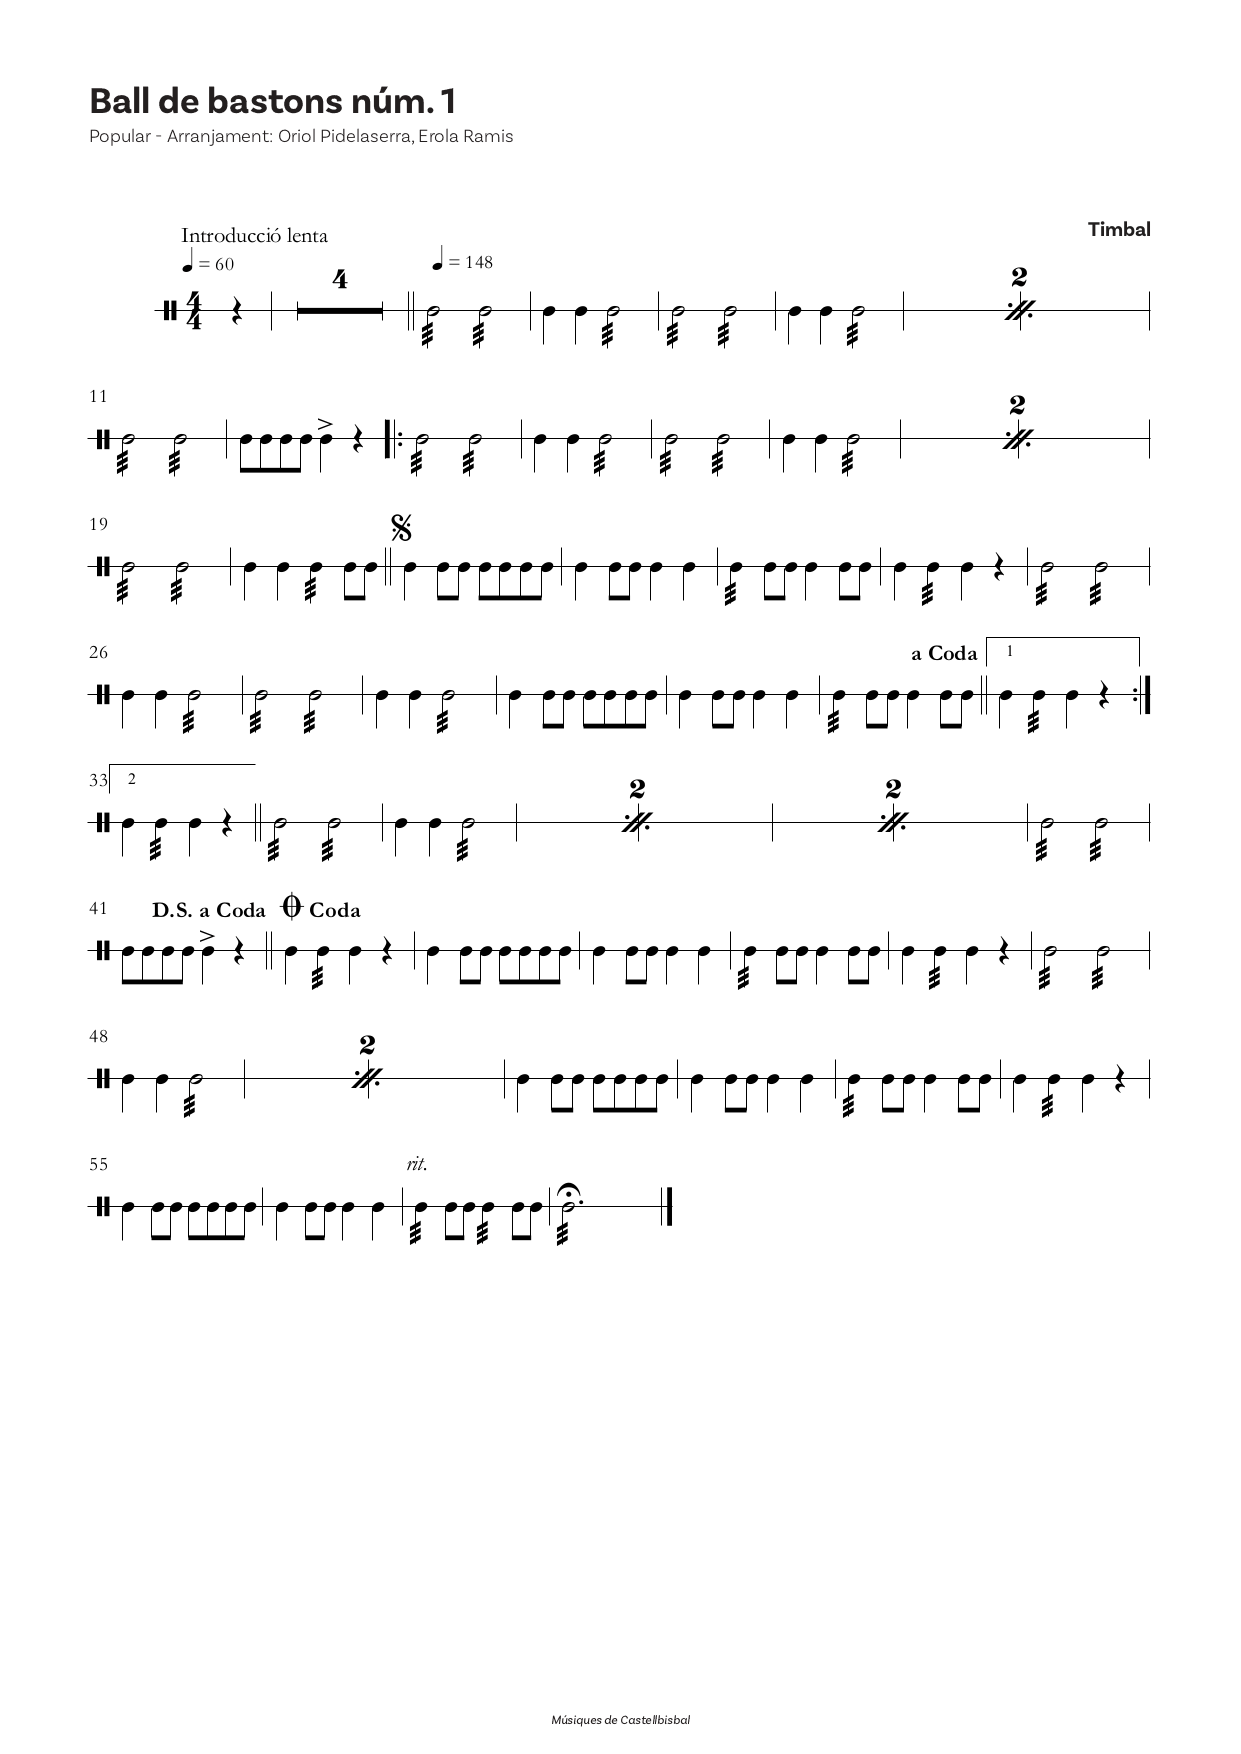 Ball de bastons núm. 1
Popular - Arranjament: Oriol Pidelaserra, Erola Ramis
Timbal
Introducció lenta
= 60
4
= 148
2
4
4
11
2
19
26
a Coda
1
33
2
2
2
41
D.S. a Coda
Coda
48
2
55
rit.
Músiques de Castellbisbal